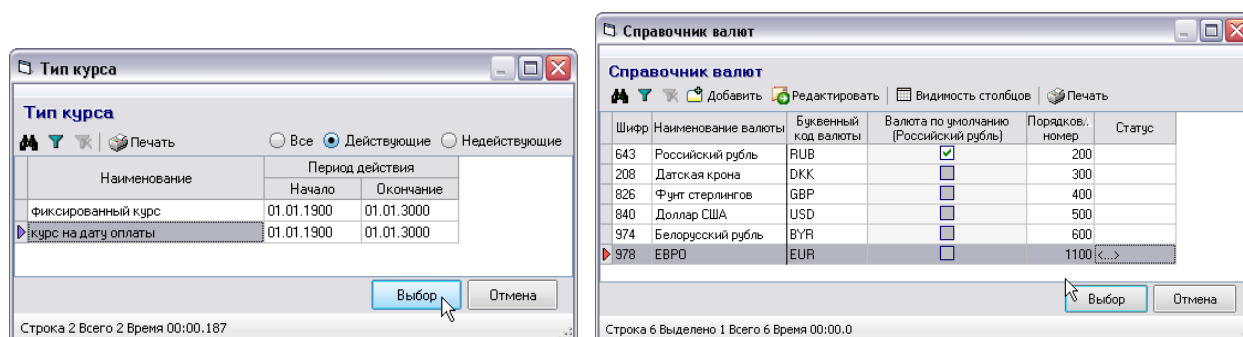 Тип курса
Тип курса
Печать
Все Действующие Недействующие
Наименование Период действия
Начало Окончание
фиксированный курс 01.01.1900 01.01.3000
курс на дату оплаты 01.01.1900 01.01.3000
Выбор Отмена
Строка 2 Всего 2 Время 00:00.187
Справочник валют
Справочник валют
Добавить Редактировать Видимость столбцов Печать
Шифр Наименование валюты Буквенный код валюты Валюта по умолчанию (Российский рубль) Порядков.. номер Статус
643 Российский рубль RUB 200
208 Датская крона DKK 300
826 Фунт стерлингов GBP 400
840 Доллар США USD 500
974 Белорусский рубль BYR 600
978 ЕВРО EUR 1100 <...>
Выбор Отмена
Строка 6 Выделено 1 Всего 6 Время 00:00.0